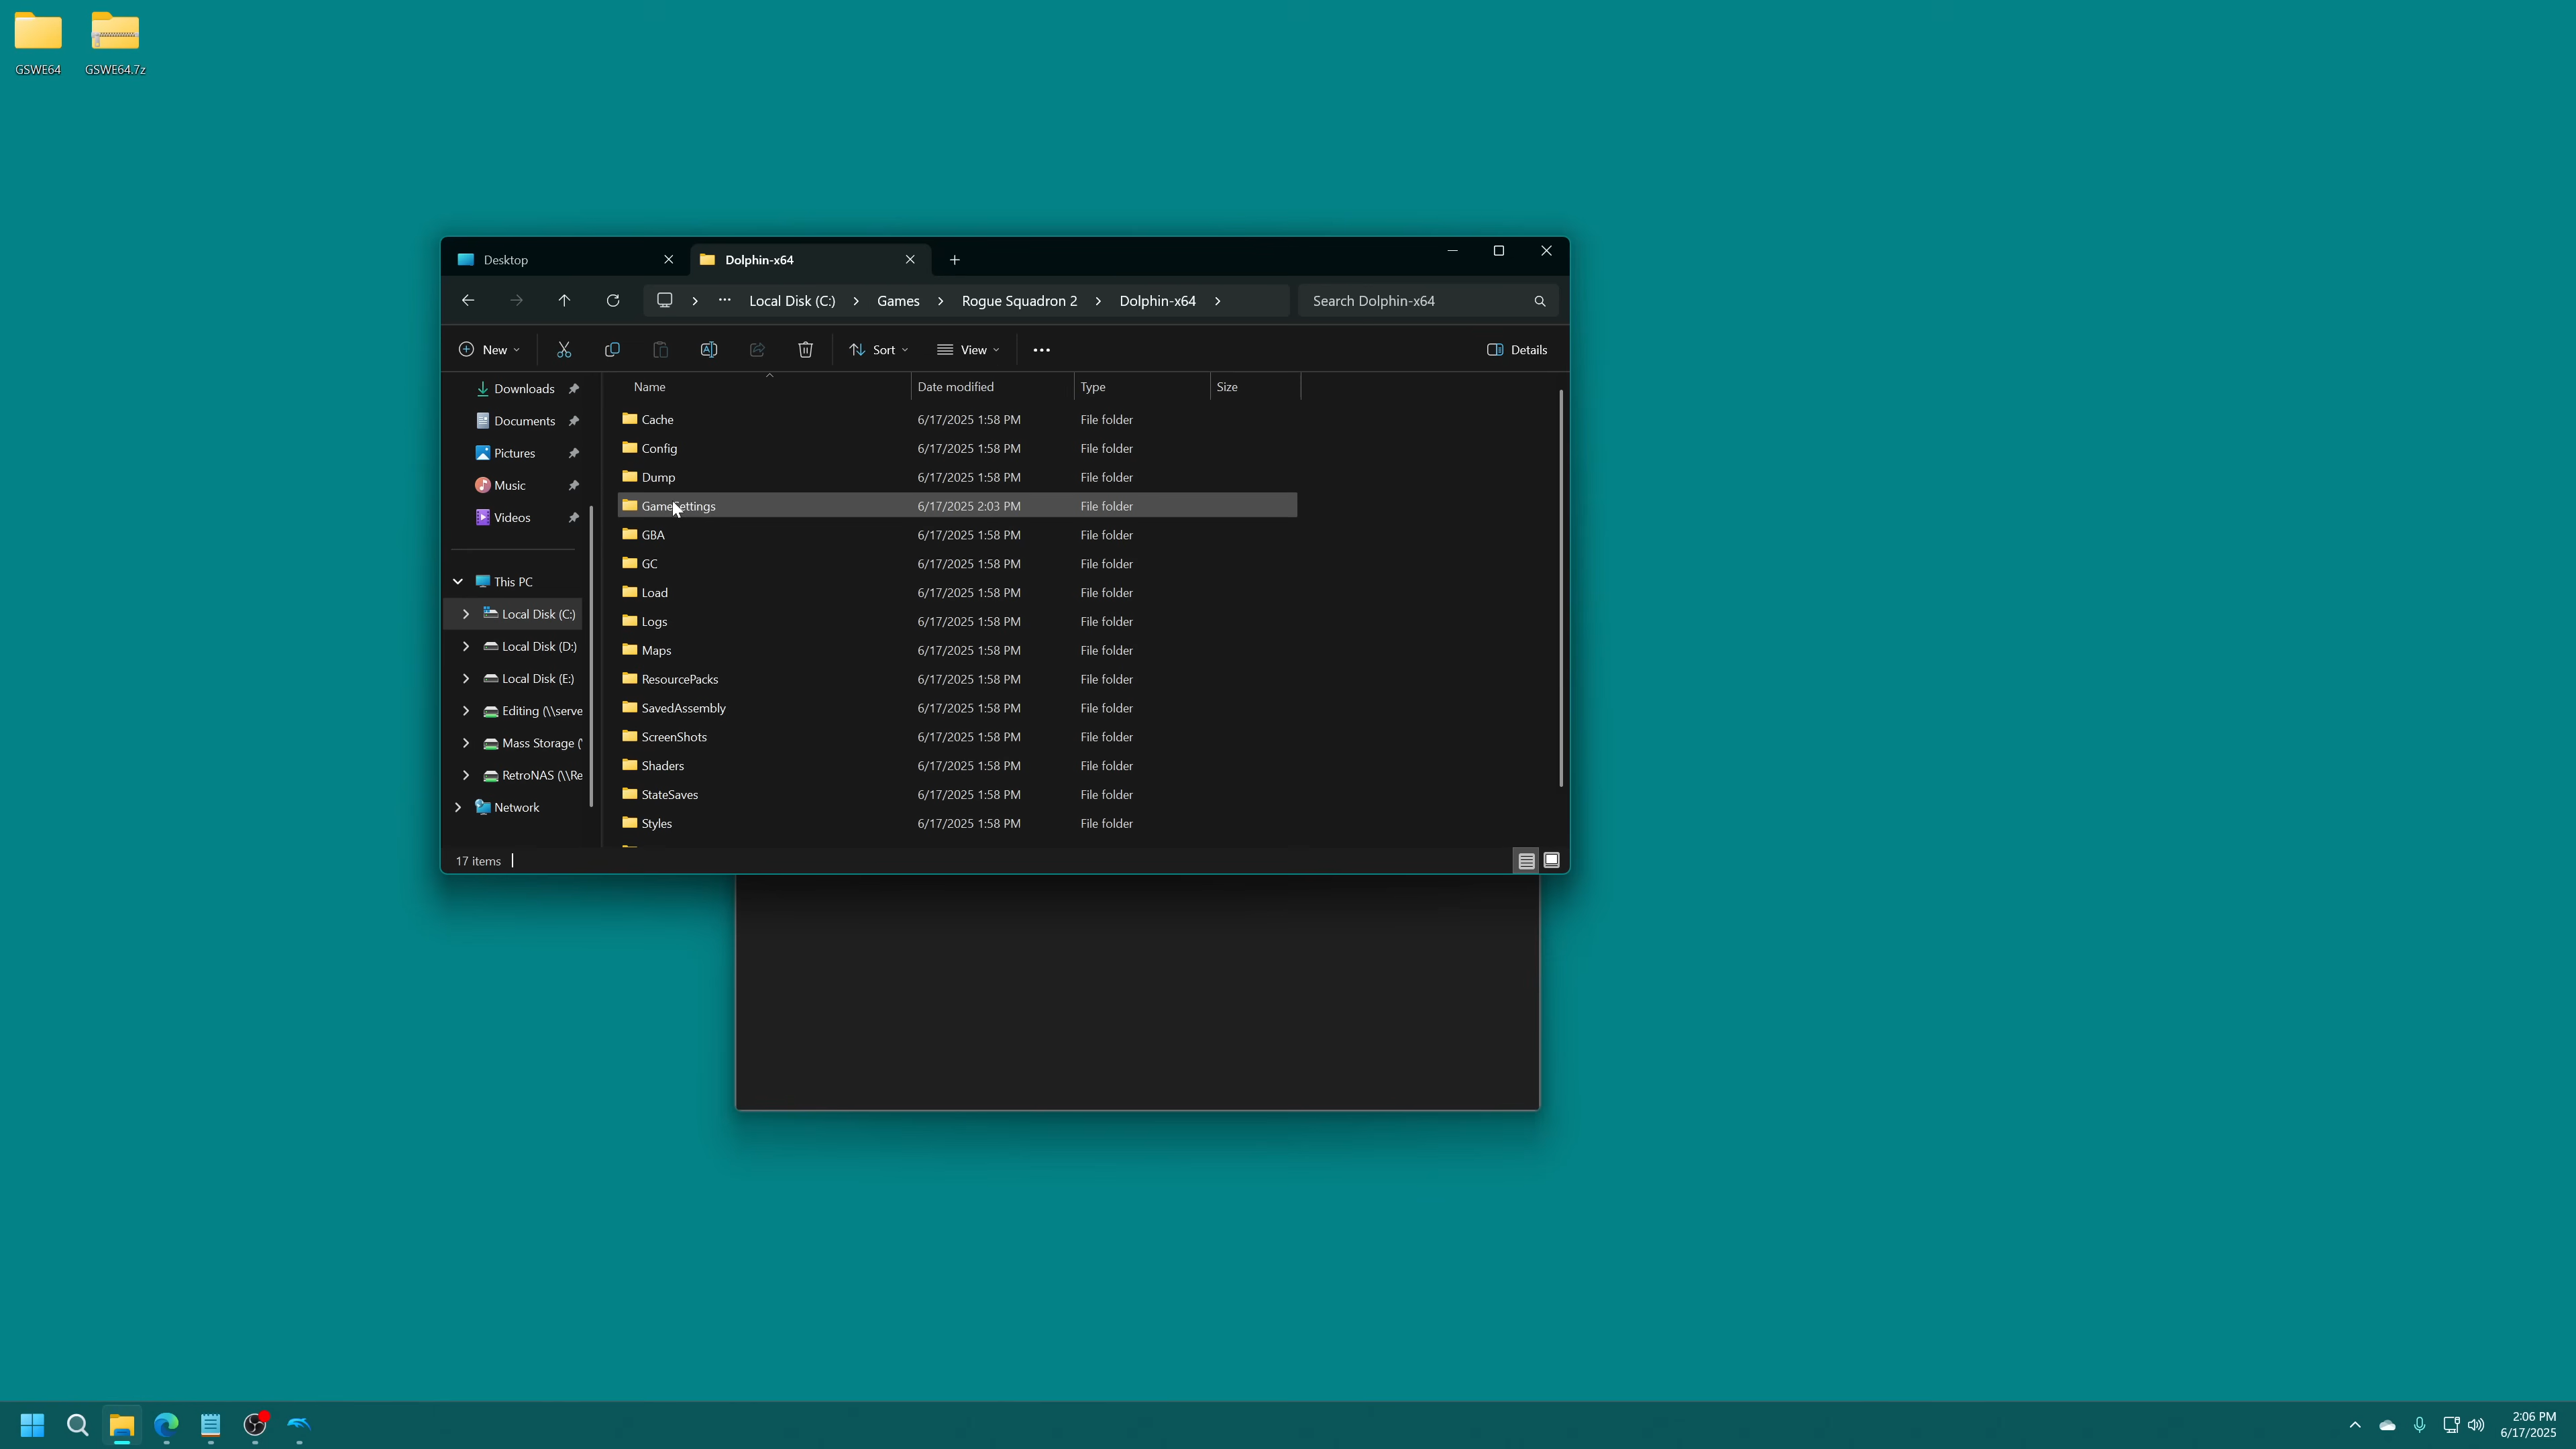 GSWE64
GSWE64.7z
Desktop
Dolphin-x64
Local Disk (C:) Games Rogue Squadron 2 Dolphin-x64
Search Dolphin-x64
New
Sort
View
Details
Downloads
Documents
Pictures
Music
Videos
This PC
Local Disk (C:)
Local Disk (D:)
Local Disk (E:)
Editing (\\serve
Mass Storage (
RetroNAS (\\Re
Network
Name Date modified Type Size
Cache 6/17/2025 1:58 PM File folder
Config 6/17/2025 1:58 PM File folder
Dump 6/17/2025 1:58 PM File folder
GameSettings 6/17/2025 2:03 PM File folder
GBA 6/17/2025 1:58 PM File folder
GC 6/17/2025 1:58 PM File folder
Load 6/17/2025 1:58 PM File folder
Logs 6/17/2025 1:58 PM File folder
Maps 6/17/2025 1:58 PM File folder
ResourcePacks 6/17/2025 1:58 PM File folder
SavedAssembly 6/17/2025 1:58 PM File folder
ScreenShots 6/17/2025 1:58 PM File folder
Shaders 6/17/2025 1:58 PM File folder
StateSaves 6/17/2025 1:58 PM File folder
Styles 6/17/2025 1:58 PM File folder
17 items
2:06 PM
6/17/2025